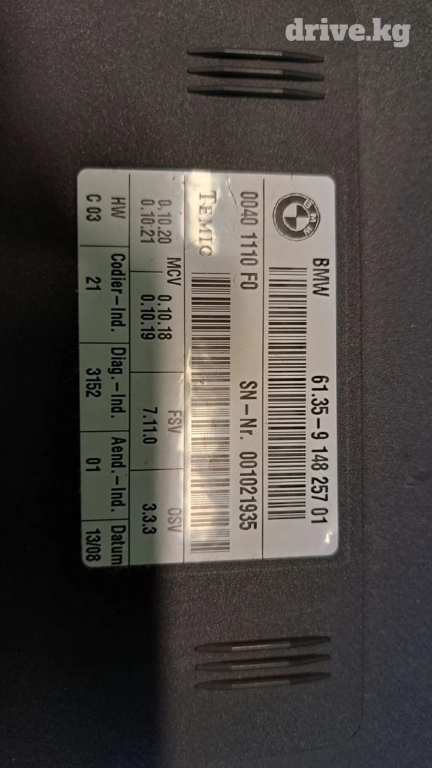 drive.kg
BMW
BMW 61.35-9 148 257 01
0040 1110 F0 SN-Nr. 001021935
TEMIC
MCV FSV OSV
0.10.20 0.10.18 7.11.0 3.3.3
0.10.21 0.10.19
HW Codier-Ind. Diag.-Ind. Aend.-Ind. Datum
C 03 21 3152 01 13/08